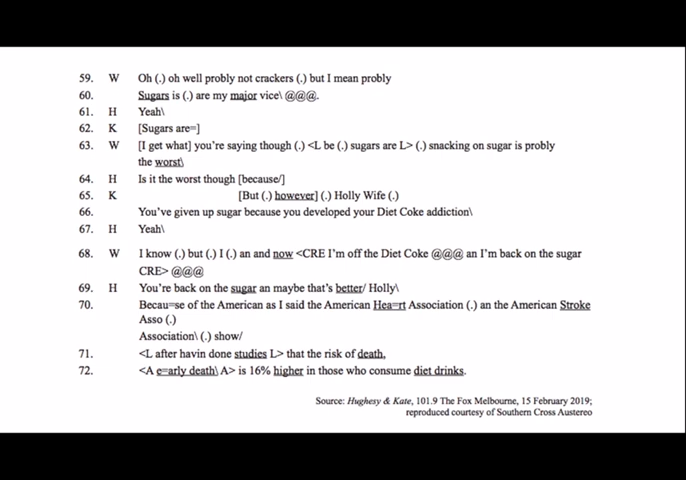 59. W Oh (.) oh well probly not crackers (.) but I mean probly
60. Sugars is (.) are my major vice\ @@@.
61. H Yeah\
62. K [Sugars are=]
63. W [I get what] you're saying though (.) <L be (.) sugars are L> (.) snacking on sugar is probly
the worst\
64. H Is it the worst though [because/]
65. K [But (.) however] (.) Holly Wife (.)
66. You've given up sugar because you developed your Diet Coke addiction\
67. H Yeah\
68. W I know (.) but (.) I (.) an and now <CRE I'm off the Diet Coke @@@ an I'm back on the sugar
CRE> @@@
69. H You're back on the sugar an maybe that's better/ Holly\
70. Becau=se of the American as I said the American Hea=rt Association (.) an the American Stroke
Asso (.)
Association\ (.) show/
71. <L after havin done studies L> that the risk of death,
72. <A e=arly death\ A> is 16% higher in those who consume diet drinks.
Source: Hughesy & Kate, 101.9 The Fox Melbourne, 15 February 2019;
reproduced courtesy of Southern Cross Austereo